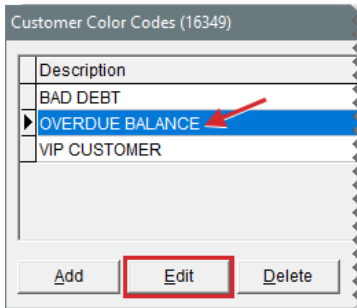 Customer Color Codes (16349)
Description
BAD DEBT
OVERDUE BALANCE
VIP CUSTOMER
Add Edit Delete